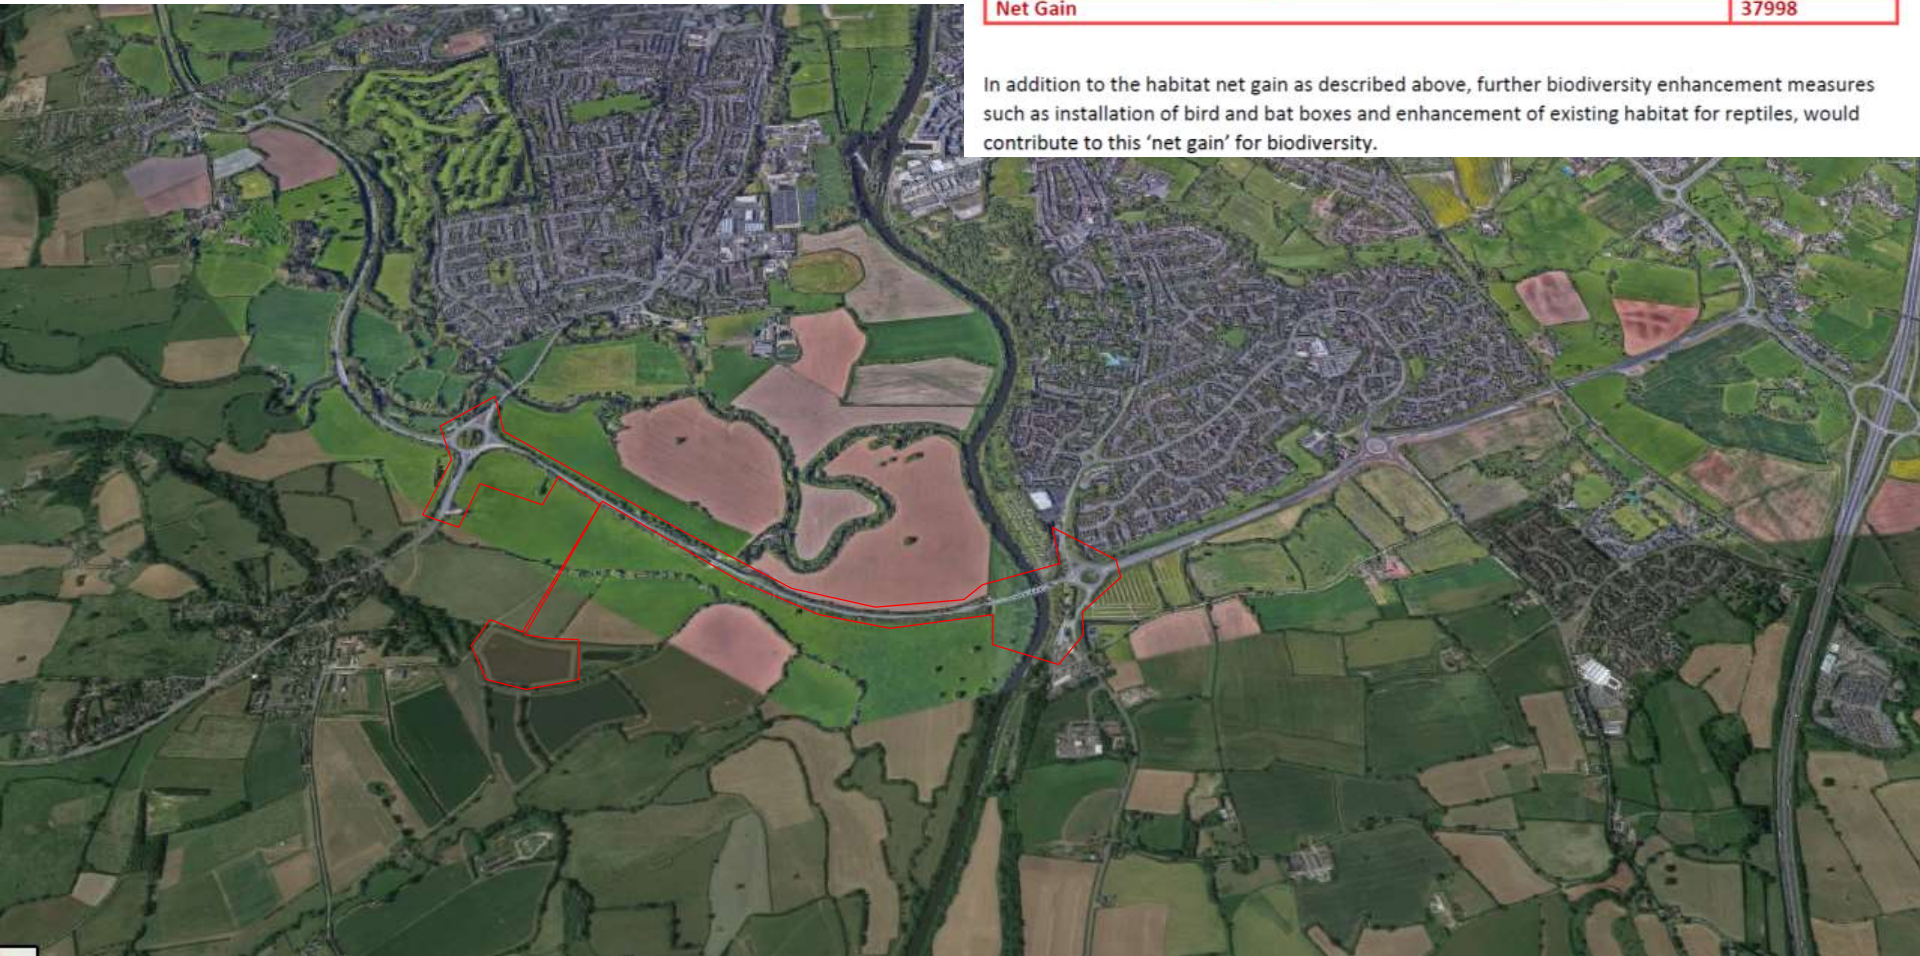 Net Gain 37998
In addition to the habitat net gain as described above, further biodiversity enhancement measures
such as installation of bird and bat boxes and enhancement of existing habitat for reptiles, would
contribute to this ‘net gain’ for biodiversity.